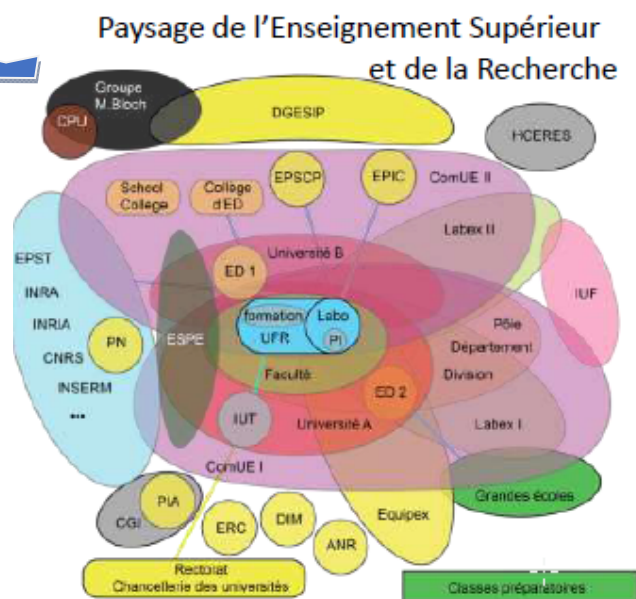 Paysage de l'Enseignement Supérieur
et de la Recherche
Groupe
M.Bloch
CPU
DGESIP
HCERES
School
College
Collège
d'ED
EPSCP
EPIC
ComUE II
Labex II
EPST
INRA
INRIA
CNRS
INSERM
...
PN
ESPE
ED 1
Université B
formation
Labo
UFR
PI
Faculté
IUF
Pôle
Département
Division
ED 2
IUT
Université A
Labex I
ComUE I
Grandes écoles
PIA
CGI
ERC
DIM
ANR
Equipex
Rectorat
Chancellerie des universités
Classes préparatoires